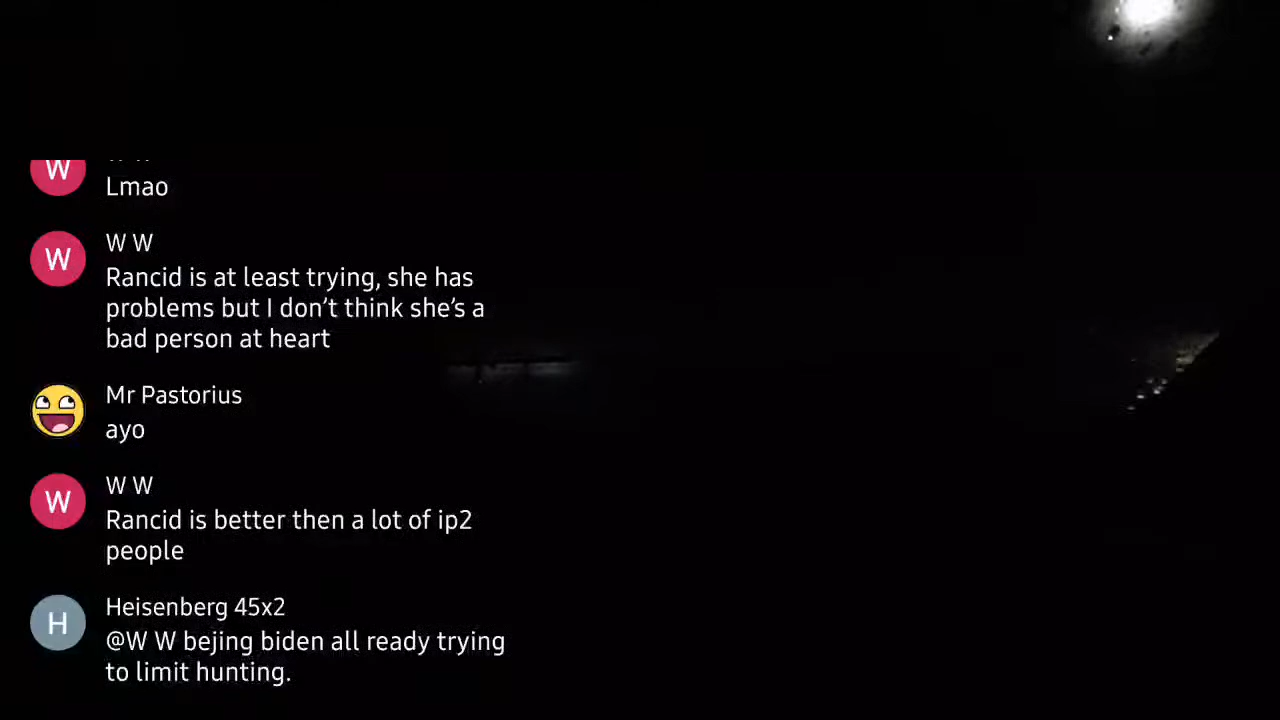 W
Lmao
W
W W
Rancid is at least trying, she has
problems but I don't think she's a
bad person at heart
Mr Pastorius
ayo
W
W W
Rancid is better then a lot of ip2
people
H
Heisenberg 45x2
@W W bejing biden all ready trying
to limit hunting.